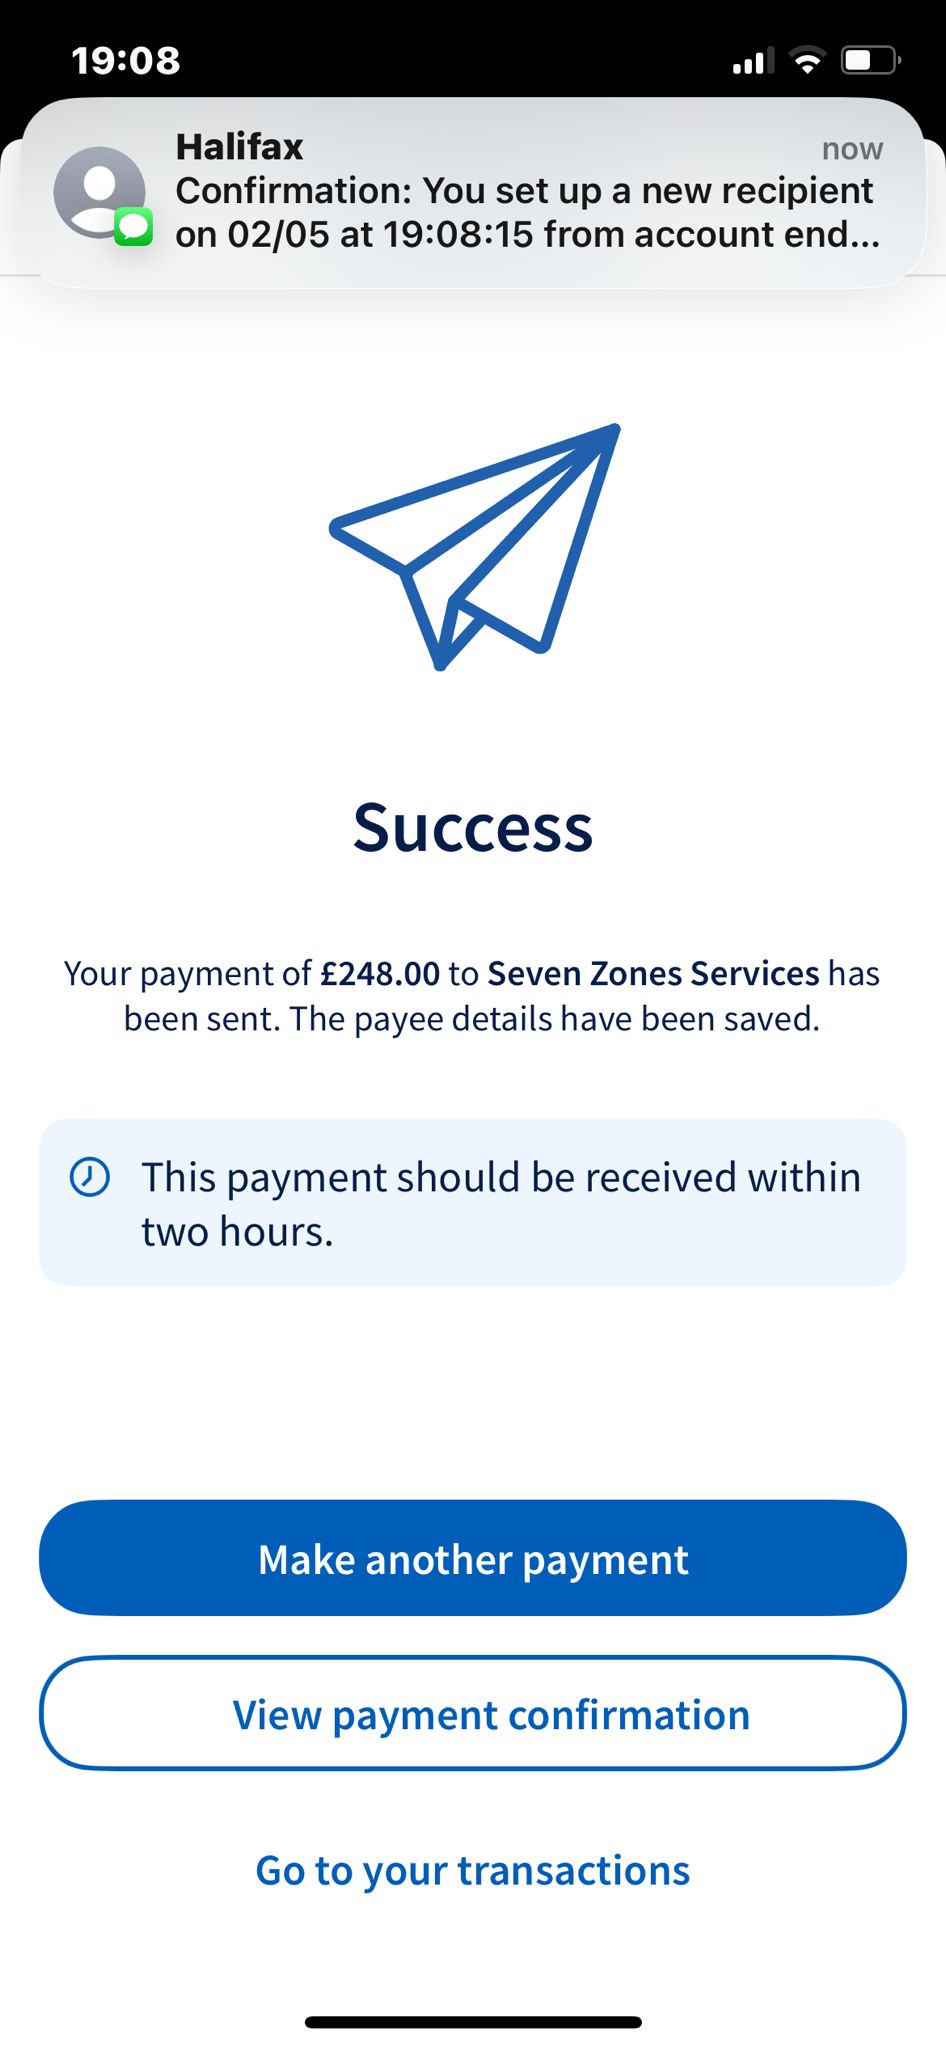 19:08
Halifax
now
Confirmation: You set up a new recipient
on 02/05 at 19:08:15 from account end...
Success
Your payment of £248.00 to Seven Zones Services has
been sent. The payee details have been saved.
This payment should be received within
two hours.
Make another payment
View payment confirmation
Go to your transactions